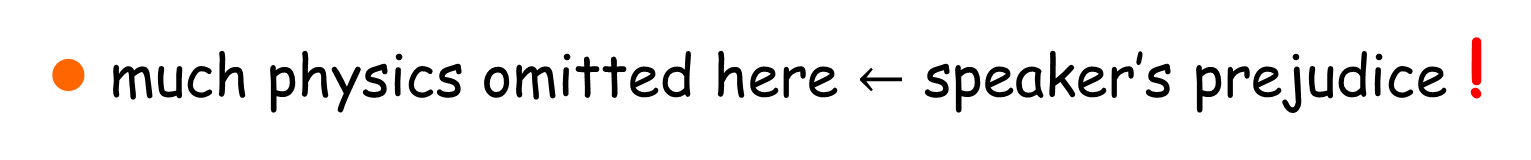 • much physics omitted here ← speaker's prejudice !